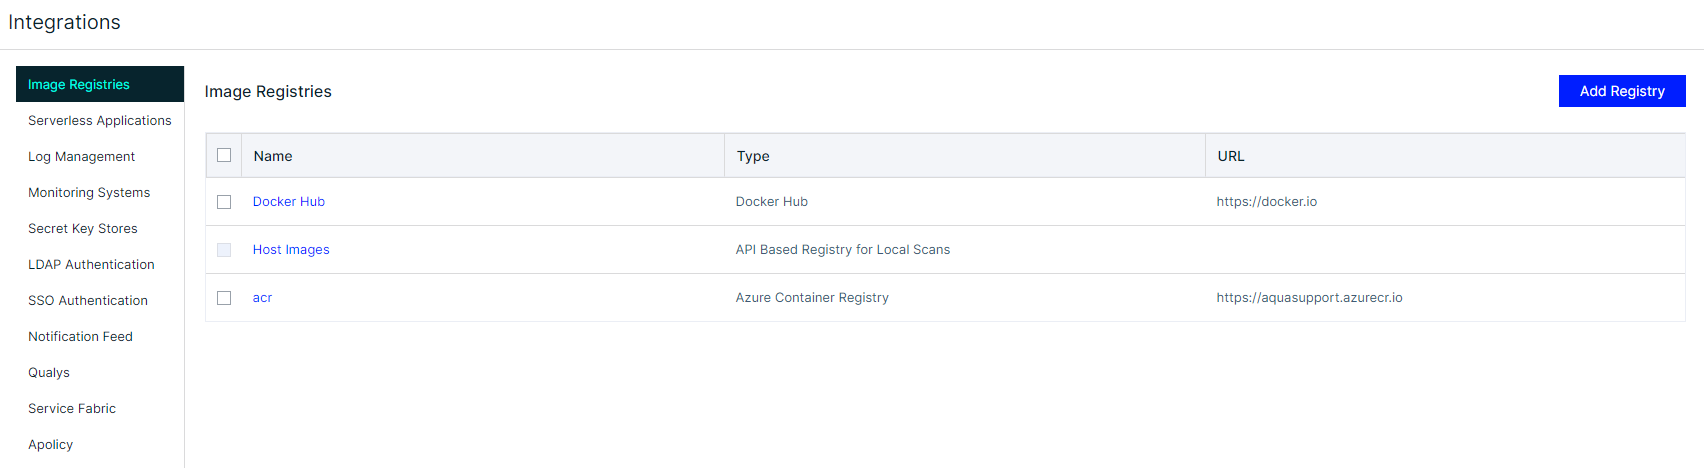 Integrations
Image Registries
Serverless Applications
Log Management
Monitoring Systems
Secret Key Stores
LDAP Authentication
SSO Authentication
Notification Feed
Qualys
Service Fabric
Apolicy
Image Registries
Add Registry
Name Type URL
Docker Hub Docker Hub https://docker.io
Host Images API Based Registry for Local Scans
acr Azure Container Registry https://aquasupport.azurecr.io